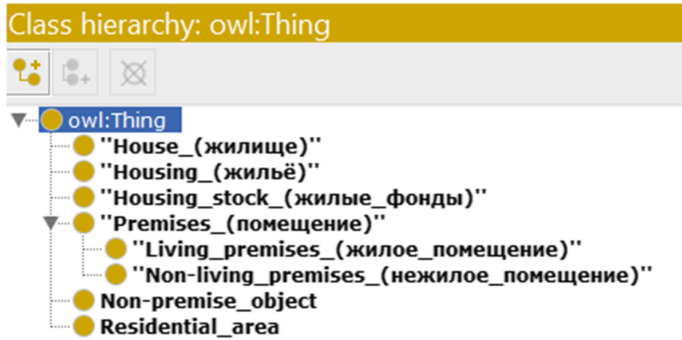 Class hierarchy: owl:Thing
owl:Thing
"House_(жилище)"
"Housing_(жильё)"
"Housing_stock_(жилые_фонды)"
"Premises_(помещение)"
"Living_premises_(жилое_помещение)"
"Non-living_premises_(нежилое_помещение)"
Non-premise_object
Residential_area